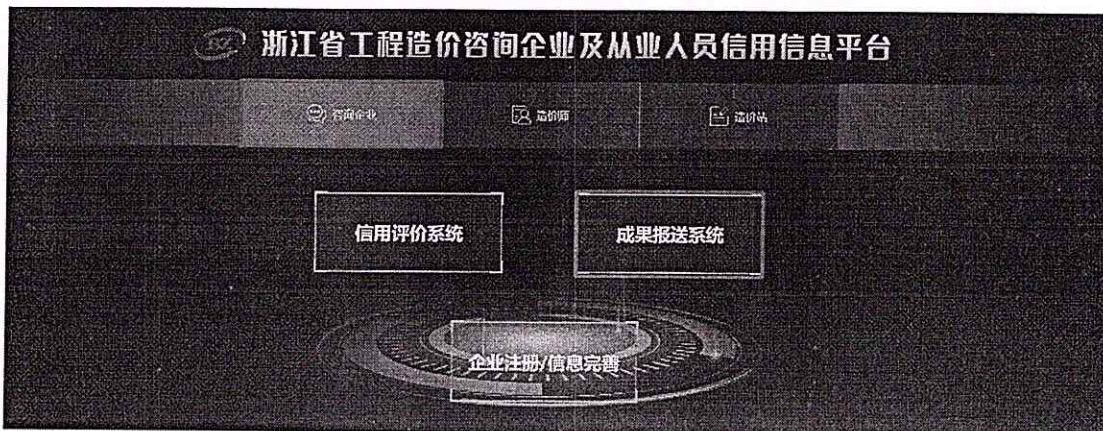 浙江省工程造价咨询企业及从业人员信用信息平台
咨询企业
造价师
造价站
信用评价系统
成果报送系统
企业注册/信息完善